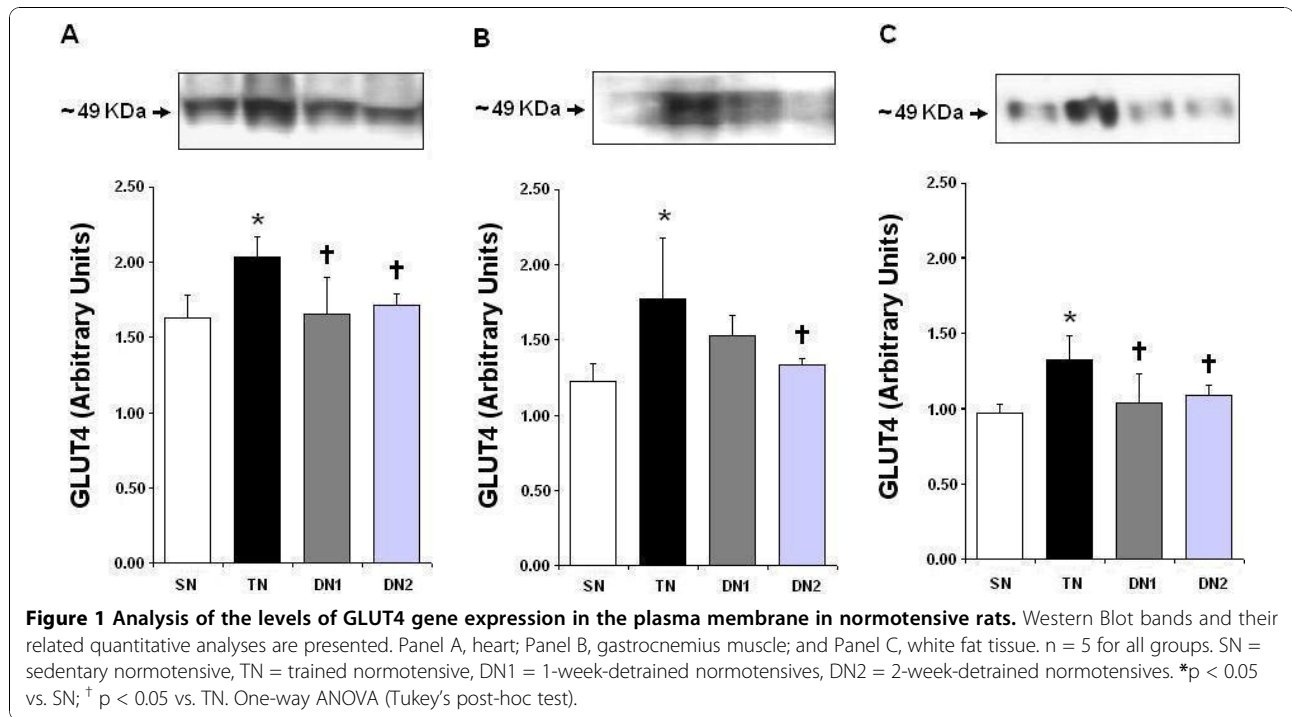 A
B
C
~49 KDa
~49 KDa
~49 KDa
GLUT4 (Arbitrary Units)
2.50
2.00
1.50
1.00
0.50
0.00
*
†
†
SN TN DN1 DN2
GLUT4 (Arbitrary Units)
2.50
2.00
1.50
1.00
0.50
0.00
*
†
SN TN DN1 DN2
GLUT4 (Arbitrary Units)
2.50
2.00
1.50
1.00
0.50
0.00
*
†
†
SN TN DN1 DN2
Figure 1 Analysis of the levels of GLUT4 gene expression in the plasma membrane in normotensive rats. Western Blot bands and their
related quantitative analyses are presented. Panel A, heart; Panel B, gastrocnemius muscle; and Panel C, white fat tissue. n = 5 for all groups. SN =
sedentary normotensive, TN = trained normotensive, DN1 = 1-week-detrained normotensives, DN2 = 2-week-detrained normotensives. *p < 0.05
vs. SN; † p < 0.05 vs. TN. One-way ANOVA (Tukey's post-hoc test).